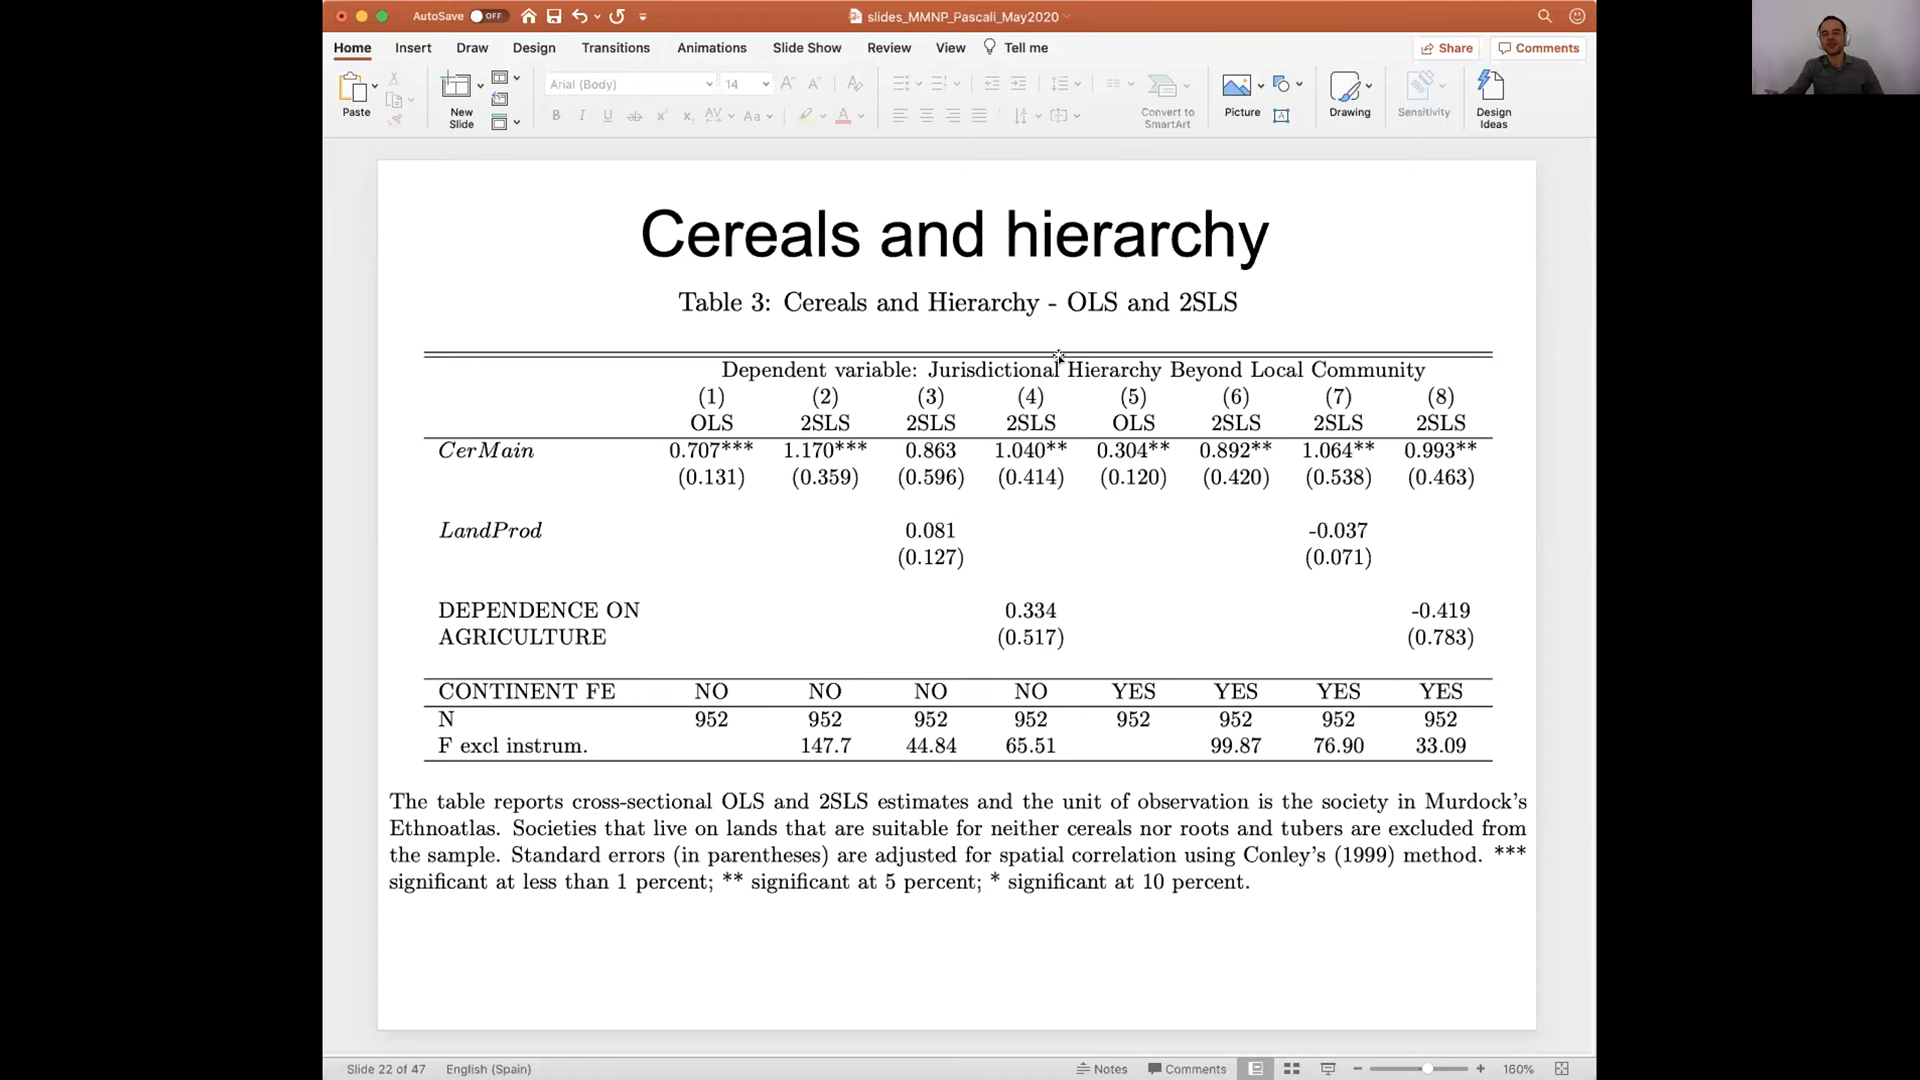 AutoSave OFF
slides_MMNP_Pascali_May2020
Home Insert Draw Design Transitions Animations Slide Show Review View Tell me Share Comments
Paste
New Slide
Arial (Body) 14
Convert to SmartArt
Picture
Drawing
Sensitivity
Design Ideas
Cereals and hierarchy
Table 3: Cereals and Hierarchy - OLS and 2SLS
Dependent variable: Jurisdictional Hierarchy Beyond Local Community
(1) (2) (3) (4) (5) (6) (7) (8)
OLS 2SLS 2SLS 2SLS OLS 2SLS 2SLS 2SLS
CerMain 0.707*** 1.170*** 0.863 1.040** 0.304** 0.892** 1.064** 0.993**
(0.131) (0.359) (0.596) (0.414) (0.120) (0.420) (0.538) (0.463)
LandProd 0.081 -0.037
(0.127) (0.071)
DEPENDENCE ON 0.334 -0.419
AGRICULTURE (0.517) (0.783)
CONTINENT FE NO NO NO NO YES YES YES YES
N 952 952 952 952 952 952 952 952
F excl instrum. 147.7 44.84 65.51 99.87 76.90 33.09
The table reports cross-sectional OLS and 2SLS estimates and the unit of observation is the society in Murdock's
Ethnoatlas. Societies that live on lands that are suitable for neither cereals nor roots and tubers are excluded from
the sample. Standard errors (in parentheses) are adjusted for spatial correlation using Conley's (1999) method. ***
significant at less than 1 percent; ** significant at 5 percent; * significant at 10 percent.
Slide 22 of 47 English (Spain) Notes Comments 160%